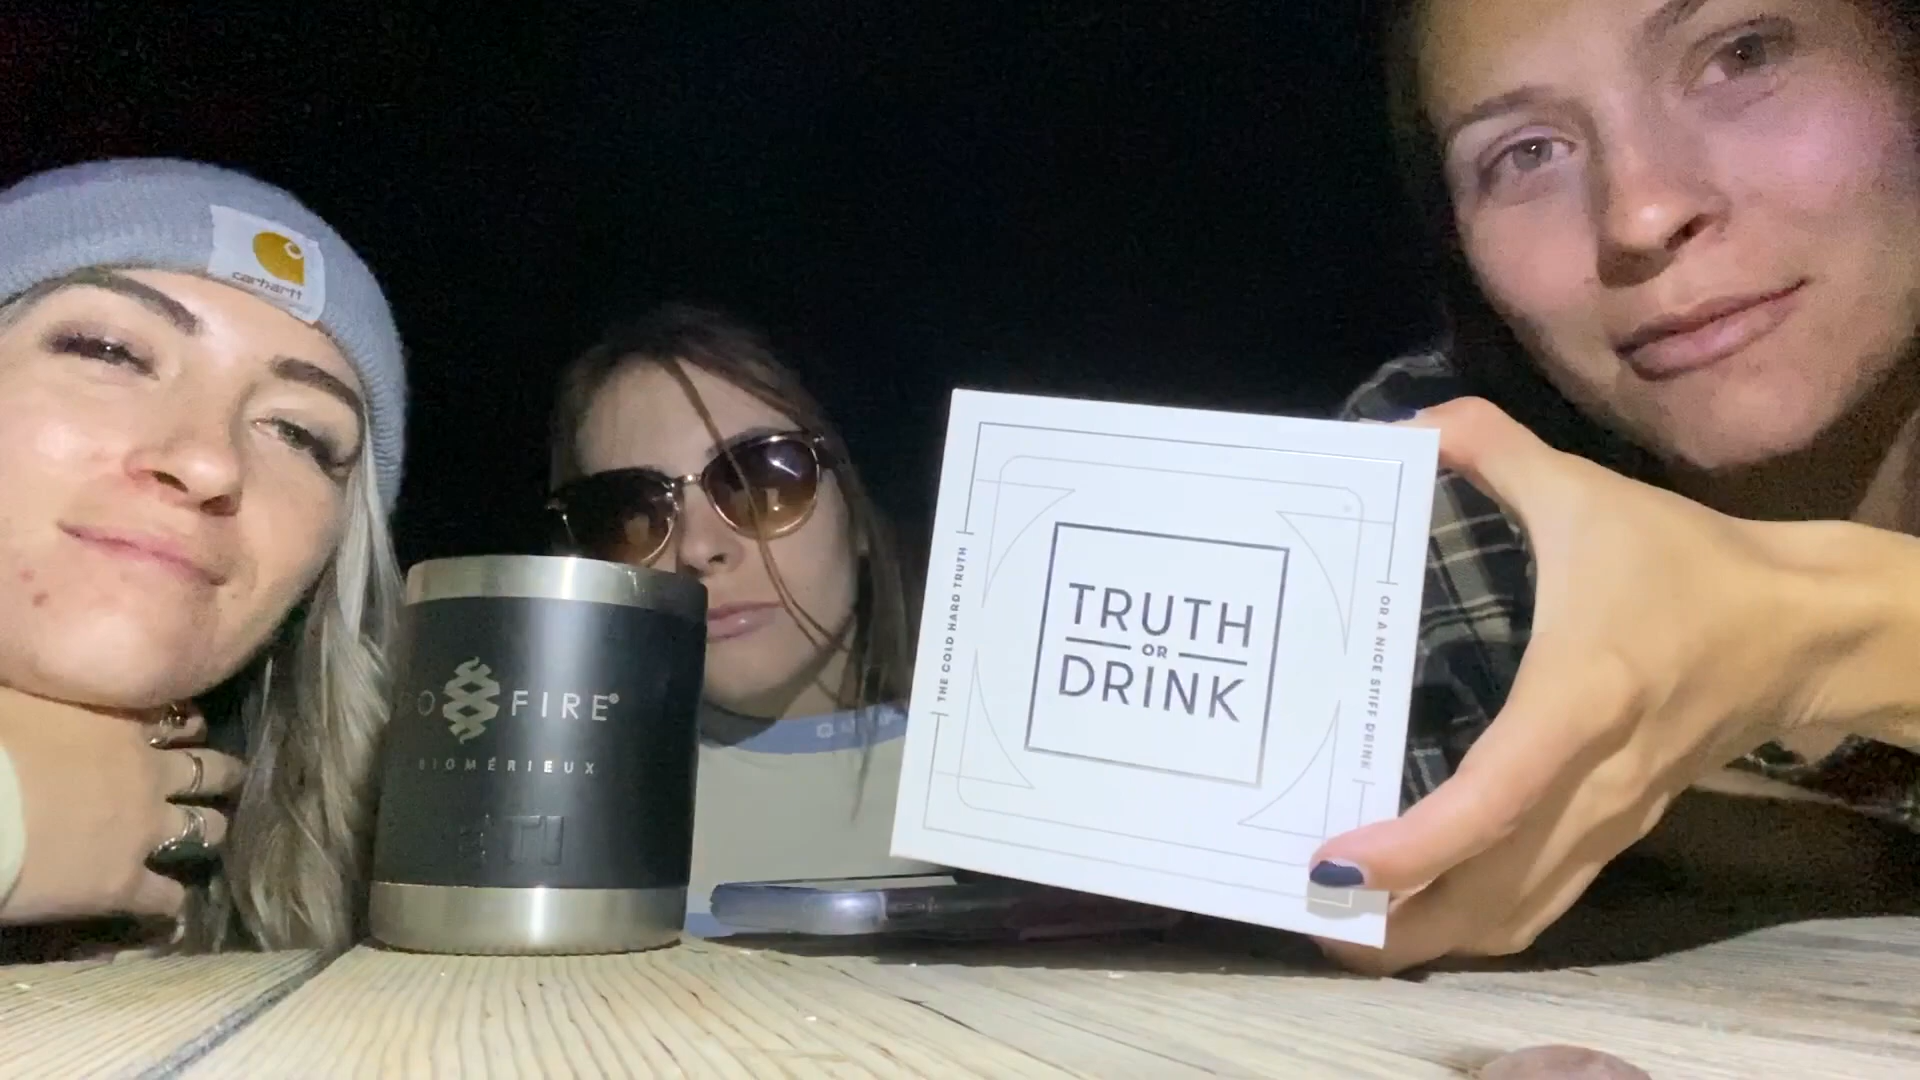 carhartt
FIRE
BIOMÉRIEUX
THE COLD HARD TRUTH
TRUTH
OR
DRINK
OR A NICE STIFF DRINK